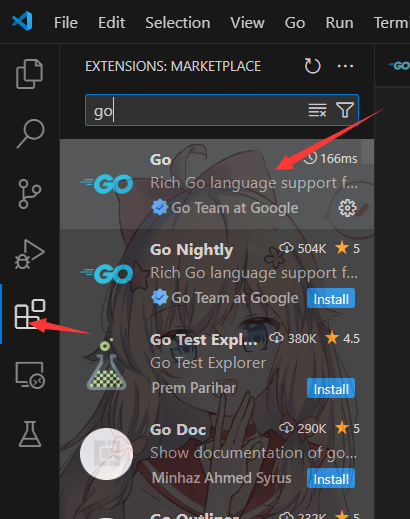 File Edit Selection View Go Run Term
EXTENSIONS: MARKETPLACE
GO
go
GO
Go 166ms
Rich Go language support f...
Go Team at Google
GO
Go Nightly 504K 5
Rich Go language support f...
Go Team at Google Install
Go Test Expl... 380K 4.5
Go Test Explorer
Prem Parihar Install
Go Doc 290K 5
Show documentation of go...
Minhaz Ahmed Syrus Install
Go Outliner 232K 5